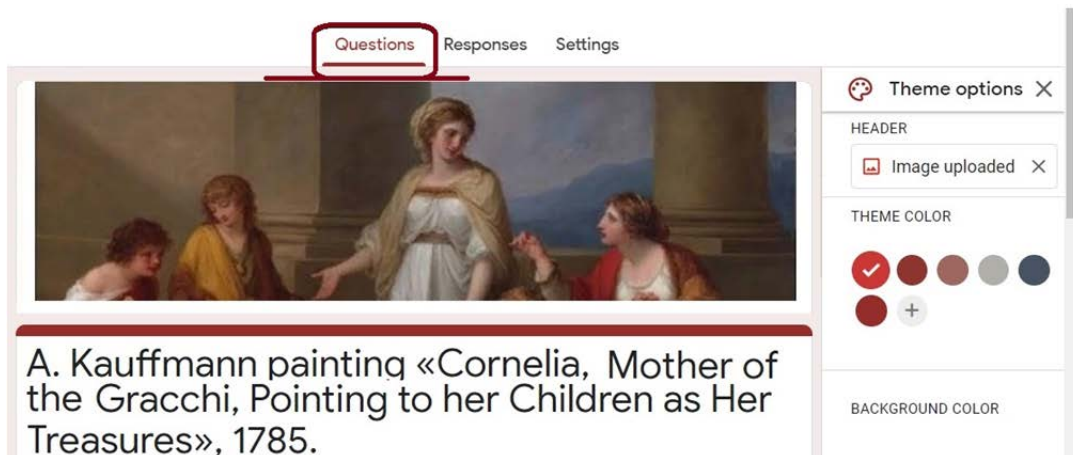 Questions Responses Settings
Theme options
HEADER
Image uploaded
THEME COLOR
BACKGROUND COLOR
A. Kauffmann painting «Cornelia, Mother of
the Gracchi, Pointing to her Children as Her
Treasures», 1785.